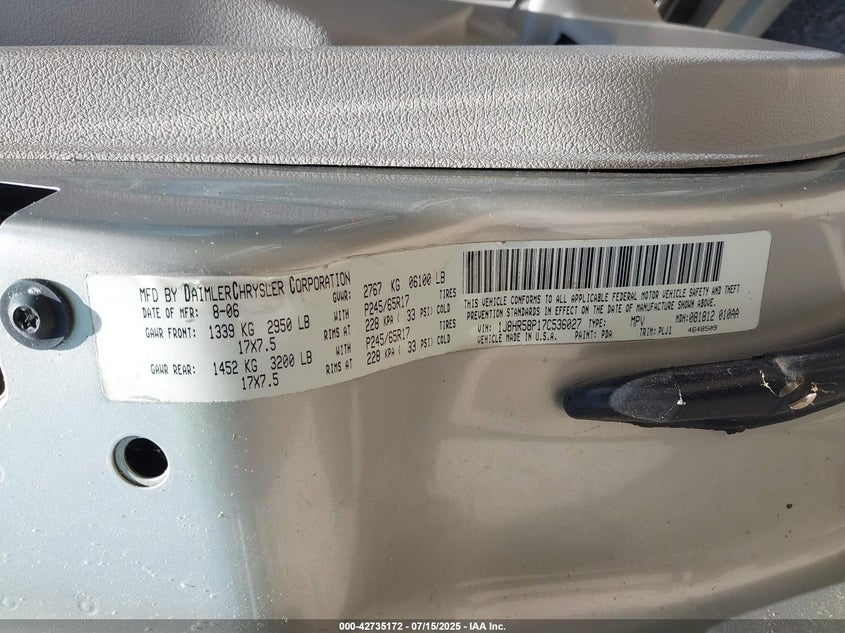 MFD BY DAIMLERCHRYSLER CORPORATION
DATE OF MFR: 8-06 GVWR: 2767 KG 06100 LB
GAWR FRONT: 1339 KG 2950 LB WITH P245/65R17 TIRES
17X7.5 RIMS AT 228 KPA ( 33 PSI) COLD
GAWR REAR: 1452 KG 3200 LB WITH P245/65R17 TIRES
17X7.5 RIMS AT 228 KPA ( 33 PSI) COLD
THIS VEHICLE CONFORMS TO ALL APPLICABLE FEDERAL MOTOR VEHICLE SAFETY AND THEFT
PREVENTION STANDARDS IN EFFECT ON THE DATE OF MANUFACTURE SHOWN ABOVE.
VIN: 1J8HR58P17C536027 TYPE: MPV MDH: 081812 010AA
VEHICLE MADE IN U.S.A. PAINT: PDA TRIM: PLJ1 4648509
000-42735172 | 07/15/2025 - IAA Inc.